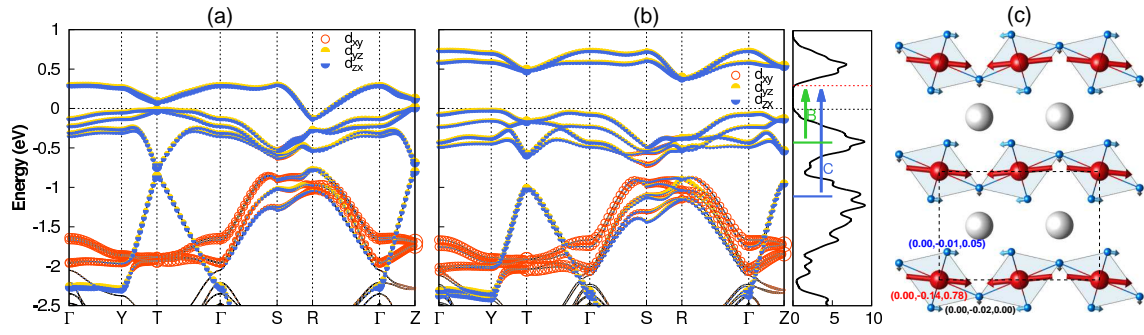 (a)
(b)
(c)
Energy (eV)
1
0.5
0
-0.5
-1
-1.5
-2
-2.5
Γ Y T Γ S R Γ Z
d_xy
d_yz
d_zx
Γ Y T Γ S R Γ Z
d_xy
d_yz
d_zx
B
C
0 5 10
(0.00,-0.01,0.05)
(0.00,-0.14,0.78)
(0.00,-0.02,0.00)